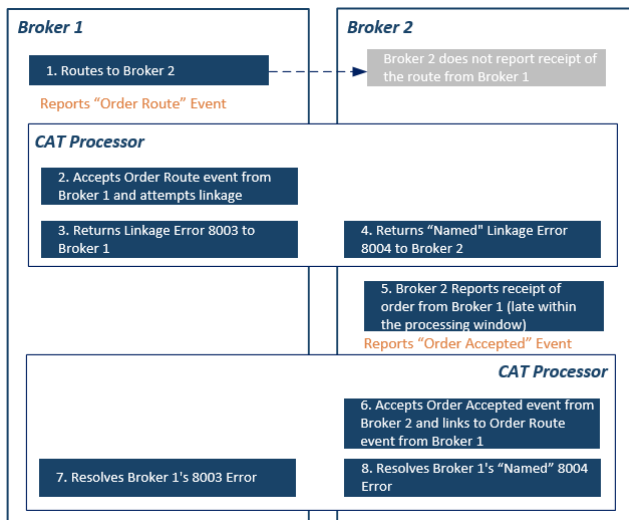 Broker 1
Broker 2
1. Routes to Broker 2
Broker 2 does not report receipt of
the route from Broker 1
Reports “Order Route” Event
CAT Processor
2. Accepts Order Route event from
Broker 1 and attempts linkage
3. Returns Linkage Error 8003 to
Broker 1
4. Returns “Named" Linkage Error
8004 to Broker 2
5. Broker 2 Reports receipt of
order from Broker 1 (late within
the processing window)
Reports “Order Accepted” Event
CAT Processor
6. Accepts Order Accepted event from
Broker 2 and links to Order Route
event from Broker 1
7. Resolves Broker 1's 8003 Error
8. Resolves Broker 1's “Named” 8004
Error